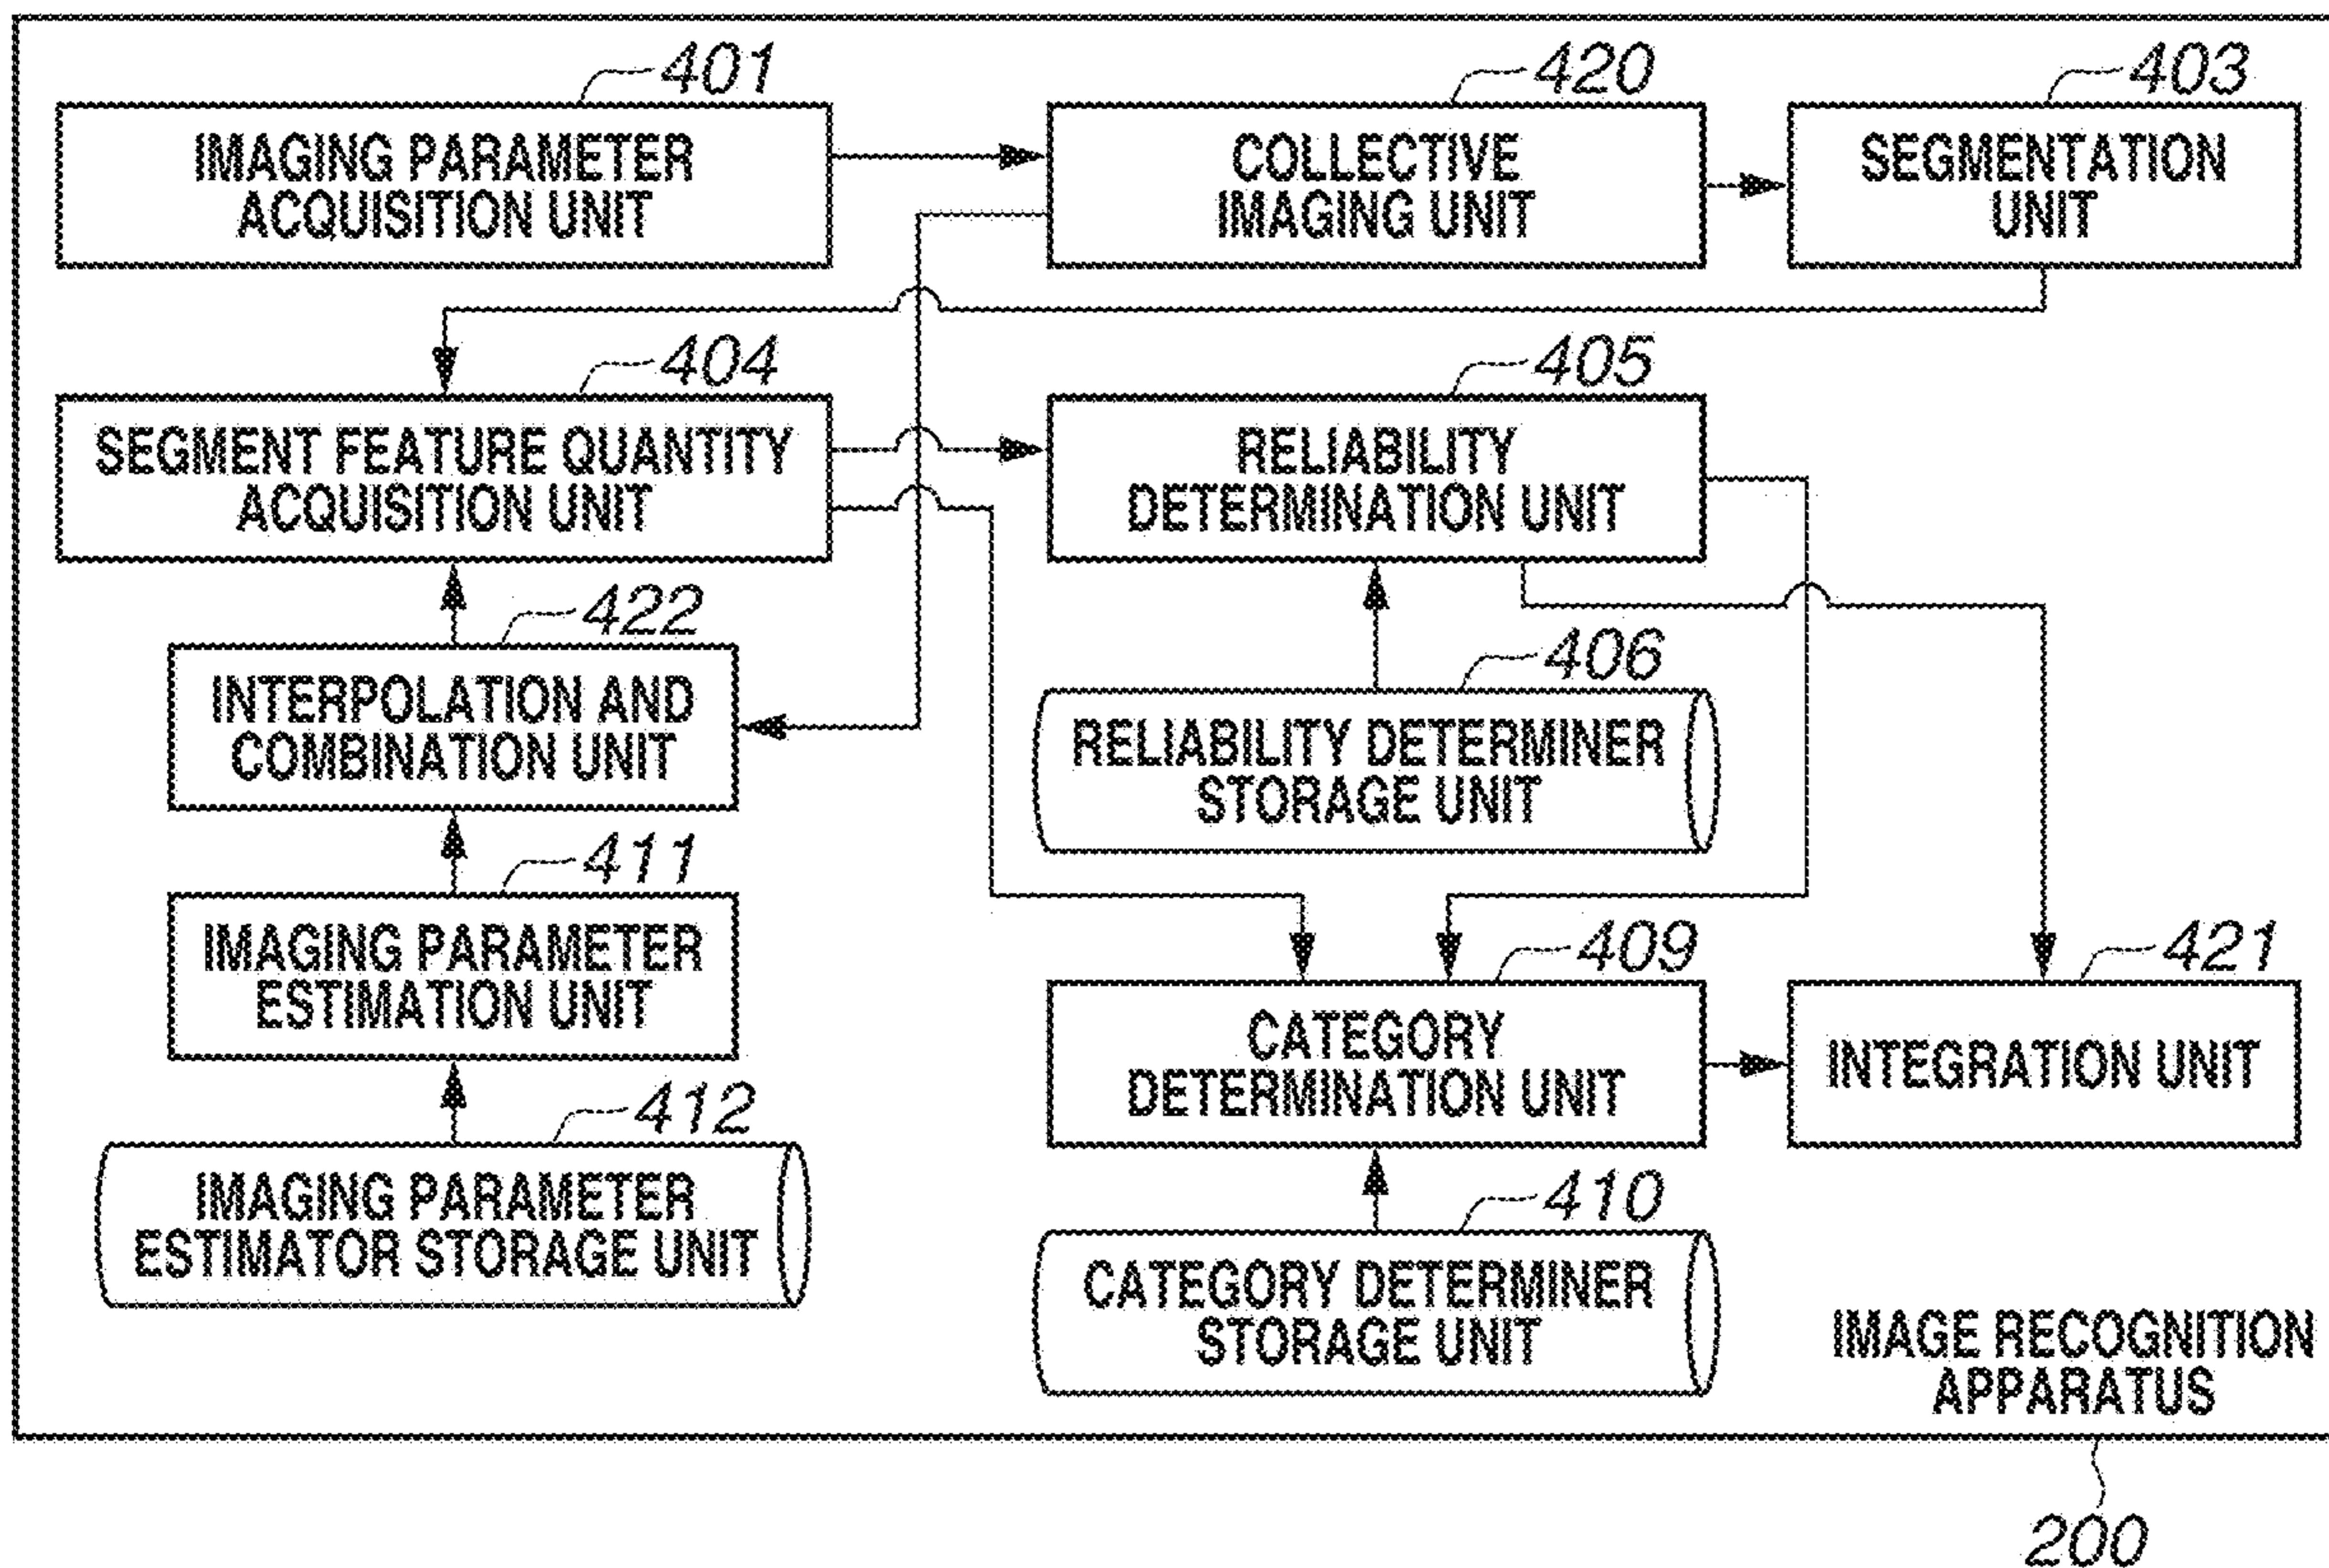 401
IMAGING PARAMETER
ACQUISITION UNIT
420
COLLECTIVE
IMAGING UNIT
403
SEGMENTATION
UNIT
404
SEGMENT FEATURE QUANTITY
ACQUISITION UNIT
405
RELIABILITY
DETERMINATION UNIT
422
INTERPOLATION AND
COMBINATION UNIT
406
RELIABILITY DETERMINER
STORAGE UNIT
411
IMAGING PARAMETER
ESTIMATION UNIT
409
CATEGORY
DETERMINATION UNIT
421
INTEGRATION UNIT
412
IMAGING PARAMETER
ESTIMATOR STORAGE UNIT
410
CATEGORY DETERMINER
STORAGE UNIT
IMAGE RECOGNITION
APPARATUS
200